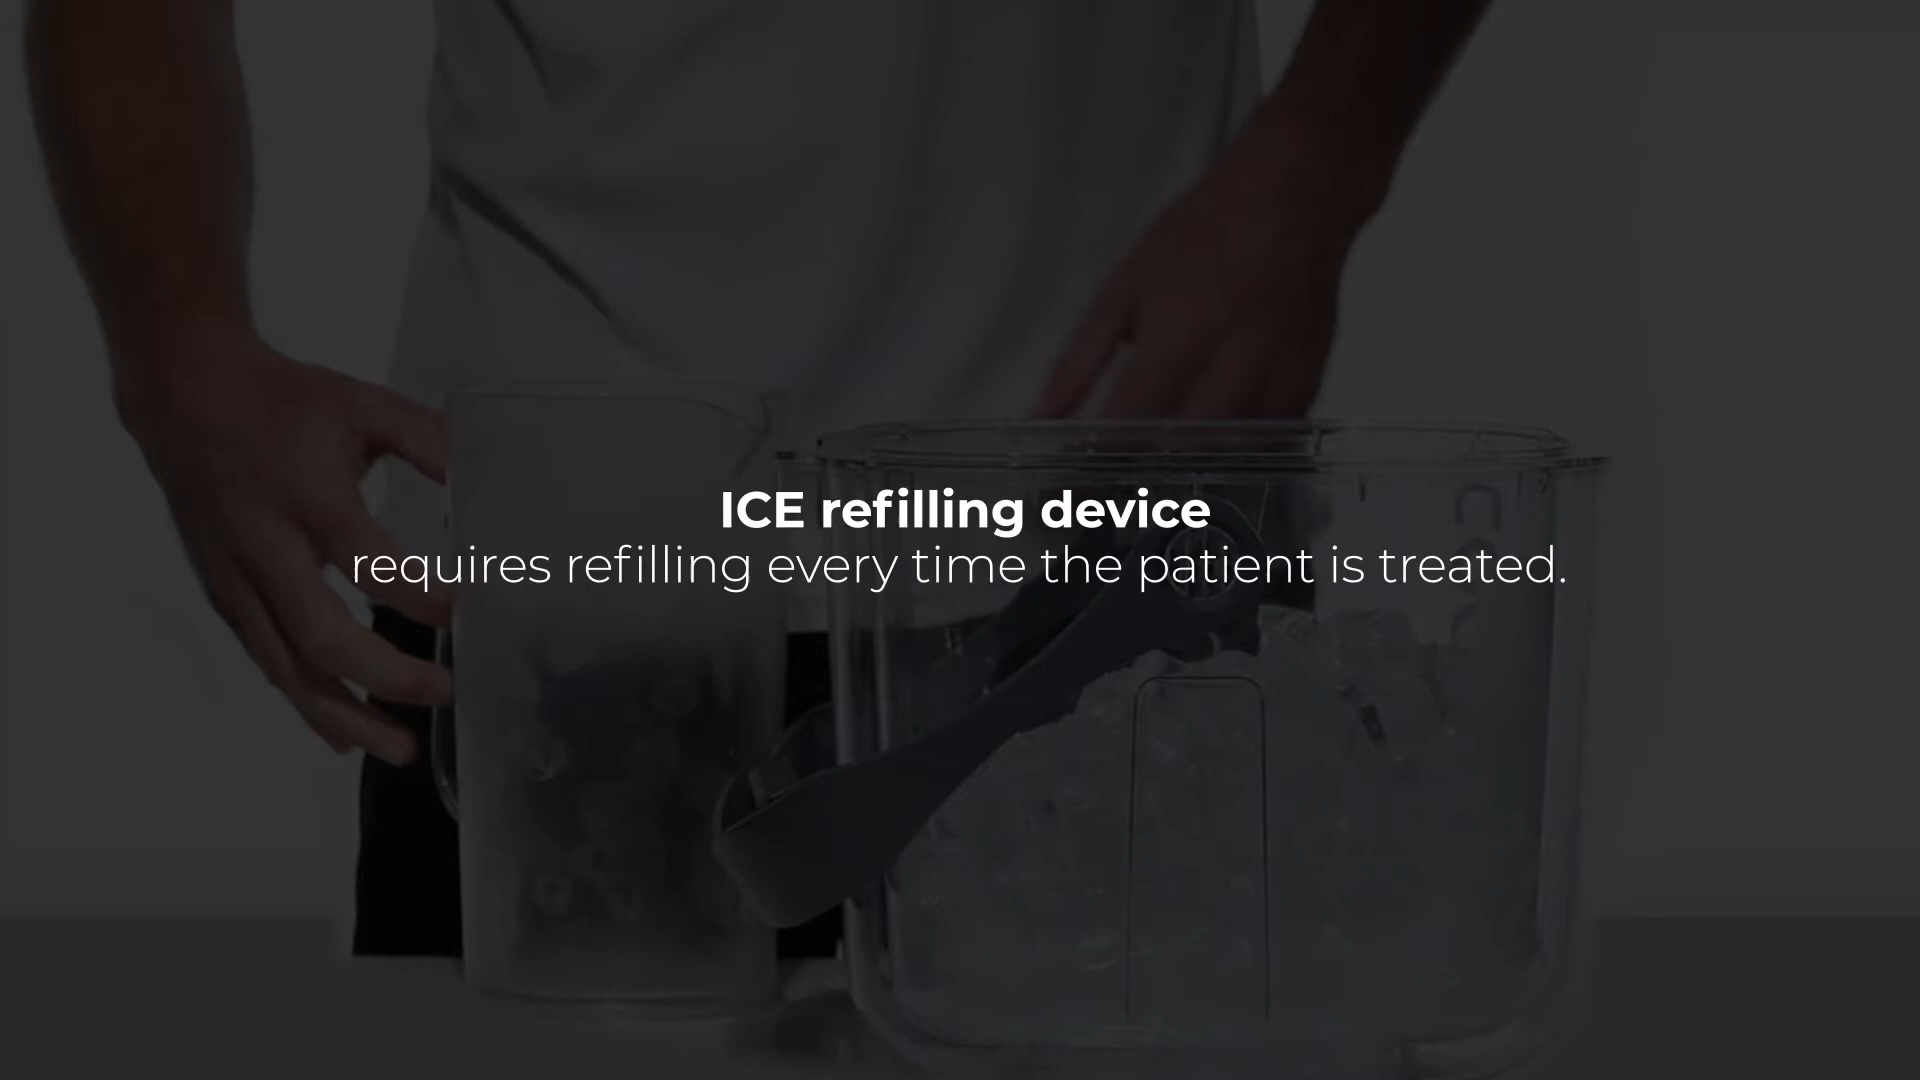 ICE refilling device
requires refilling every time the patient is treated.